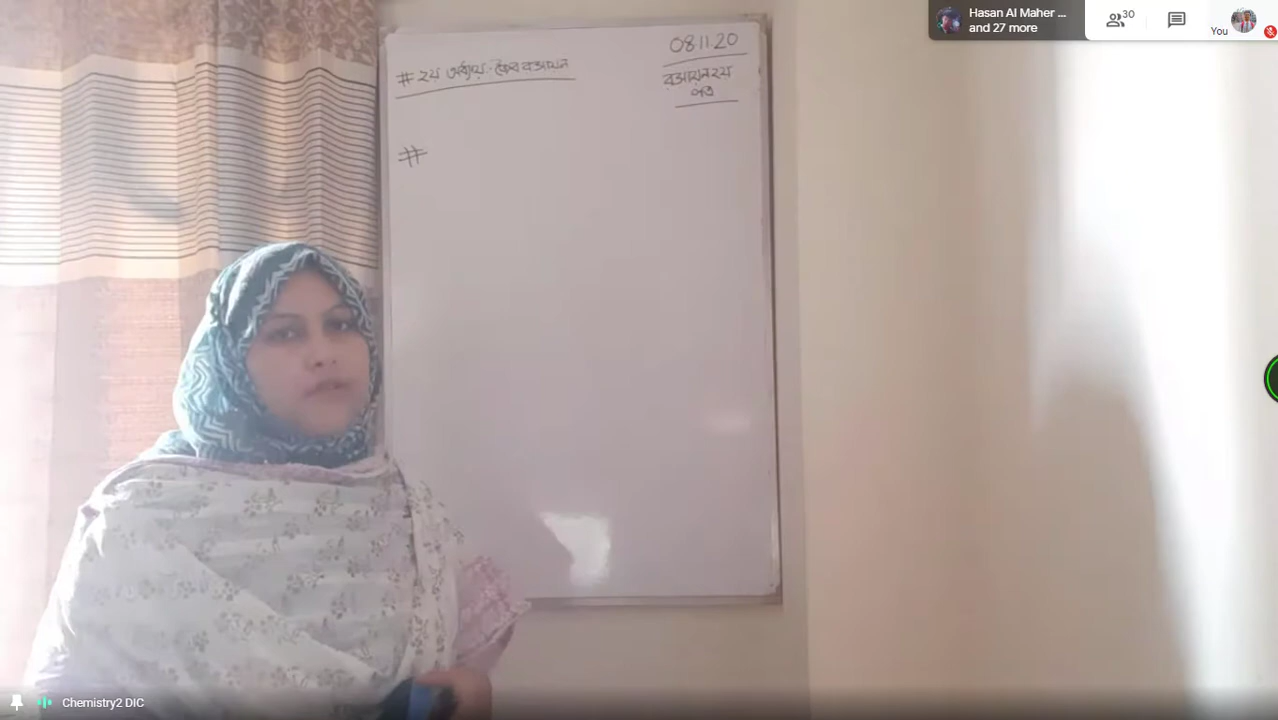 Hasan Al Maher ...
and 27 more
30
You
08.11.20
# ২য় অধ্যায়: জৈব রসায়ন
রসায়ন ২য়
পত্র
#
Chemistry2 DIC